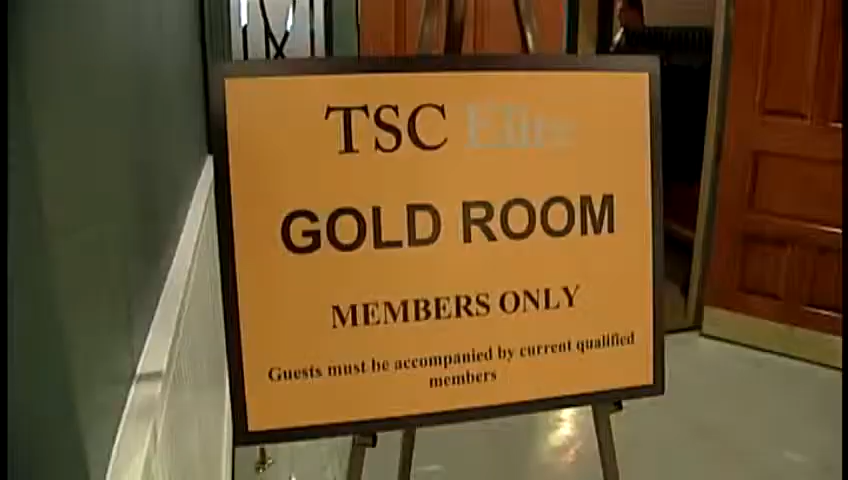 TSC Elite
GOLD ROOM
MEMBERS ONLY
Guests must be accompanied by current qualified
members